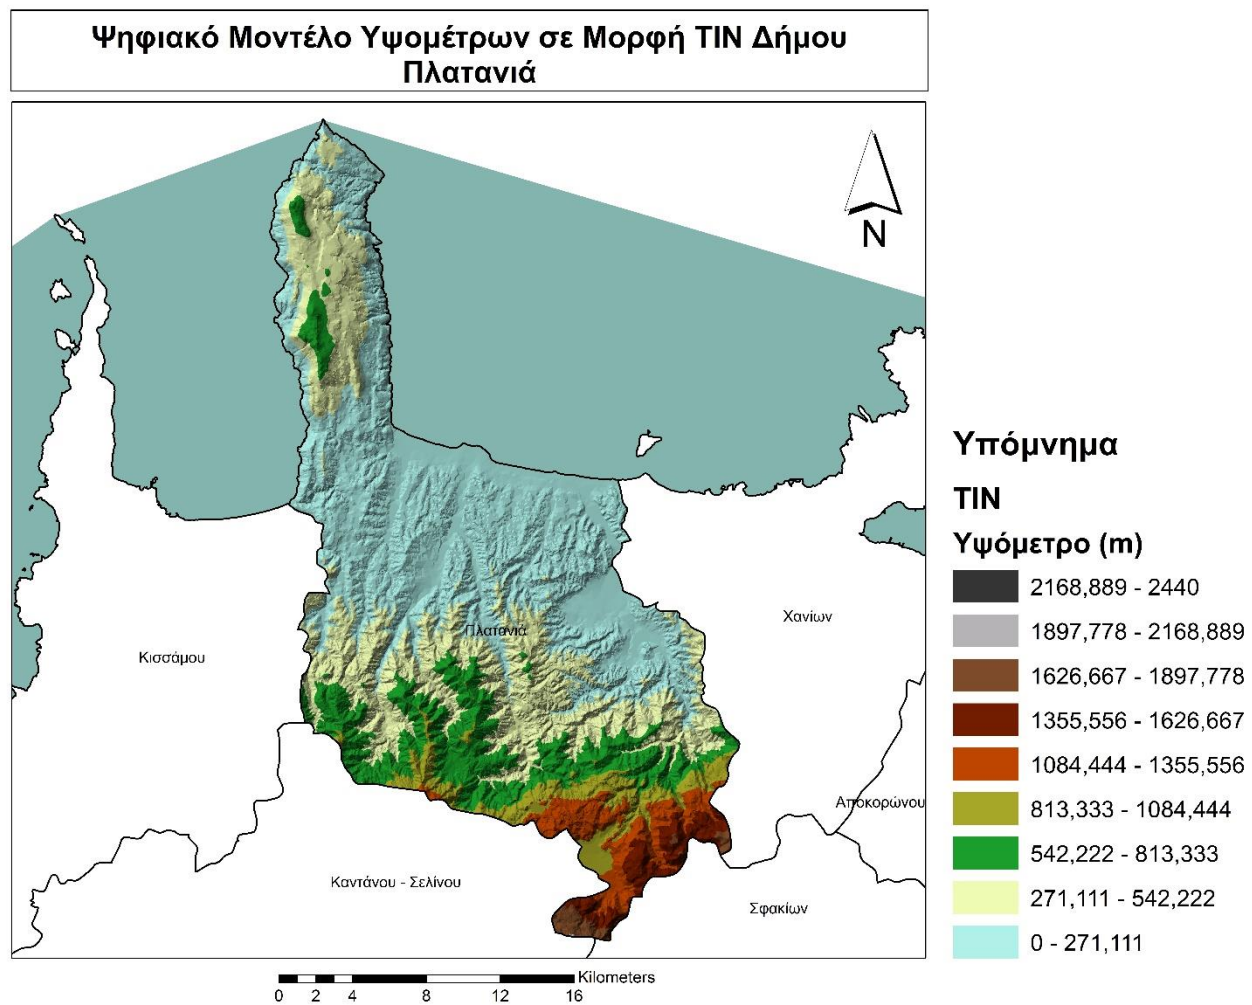 Ψηφιακό Μοντέλο Υψομέτρων σε Μορφή TIN Δήμου
Πλατανιά
N
Χανίων
Πλατανιά
Κισσάμου
Αποκορώνου
Καντάνου - Σελίνου
Σφακίων
Kilometers
0 2 4 8 12 16
Υπόμνημα
TIN
Υψόμετρο (m)
2168,889 - 2440
1897,778 - 2168,889
1626,667 - 1897,778
1355,556 - 1626,667
1084,444 - 1355,556
813,333 - 1084,444
542,222 - 813,333
271,111 - 542,222
0 - 271,111